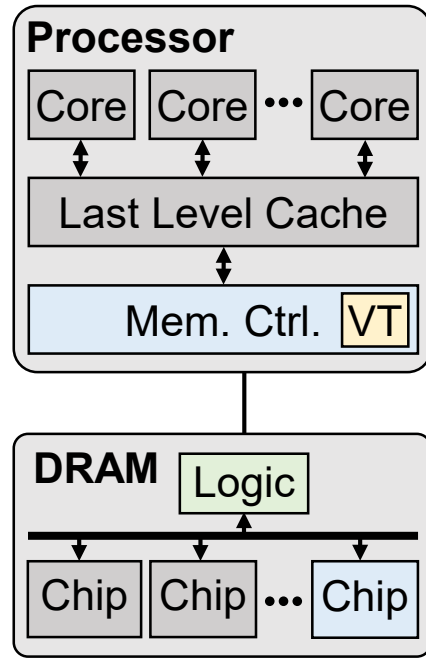 Processor
Core Core ••• Core
Last Level Cache
Mem. Ctrl. VT
DRAM
Logic
Chip Chip ••• Chip